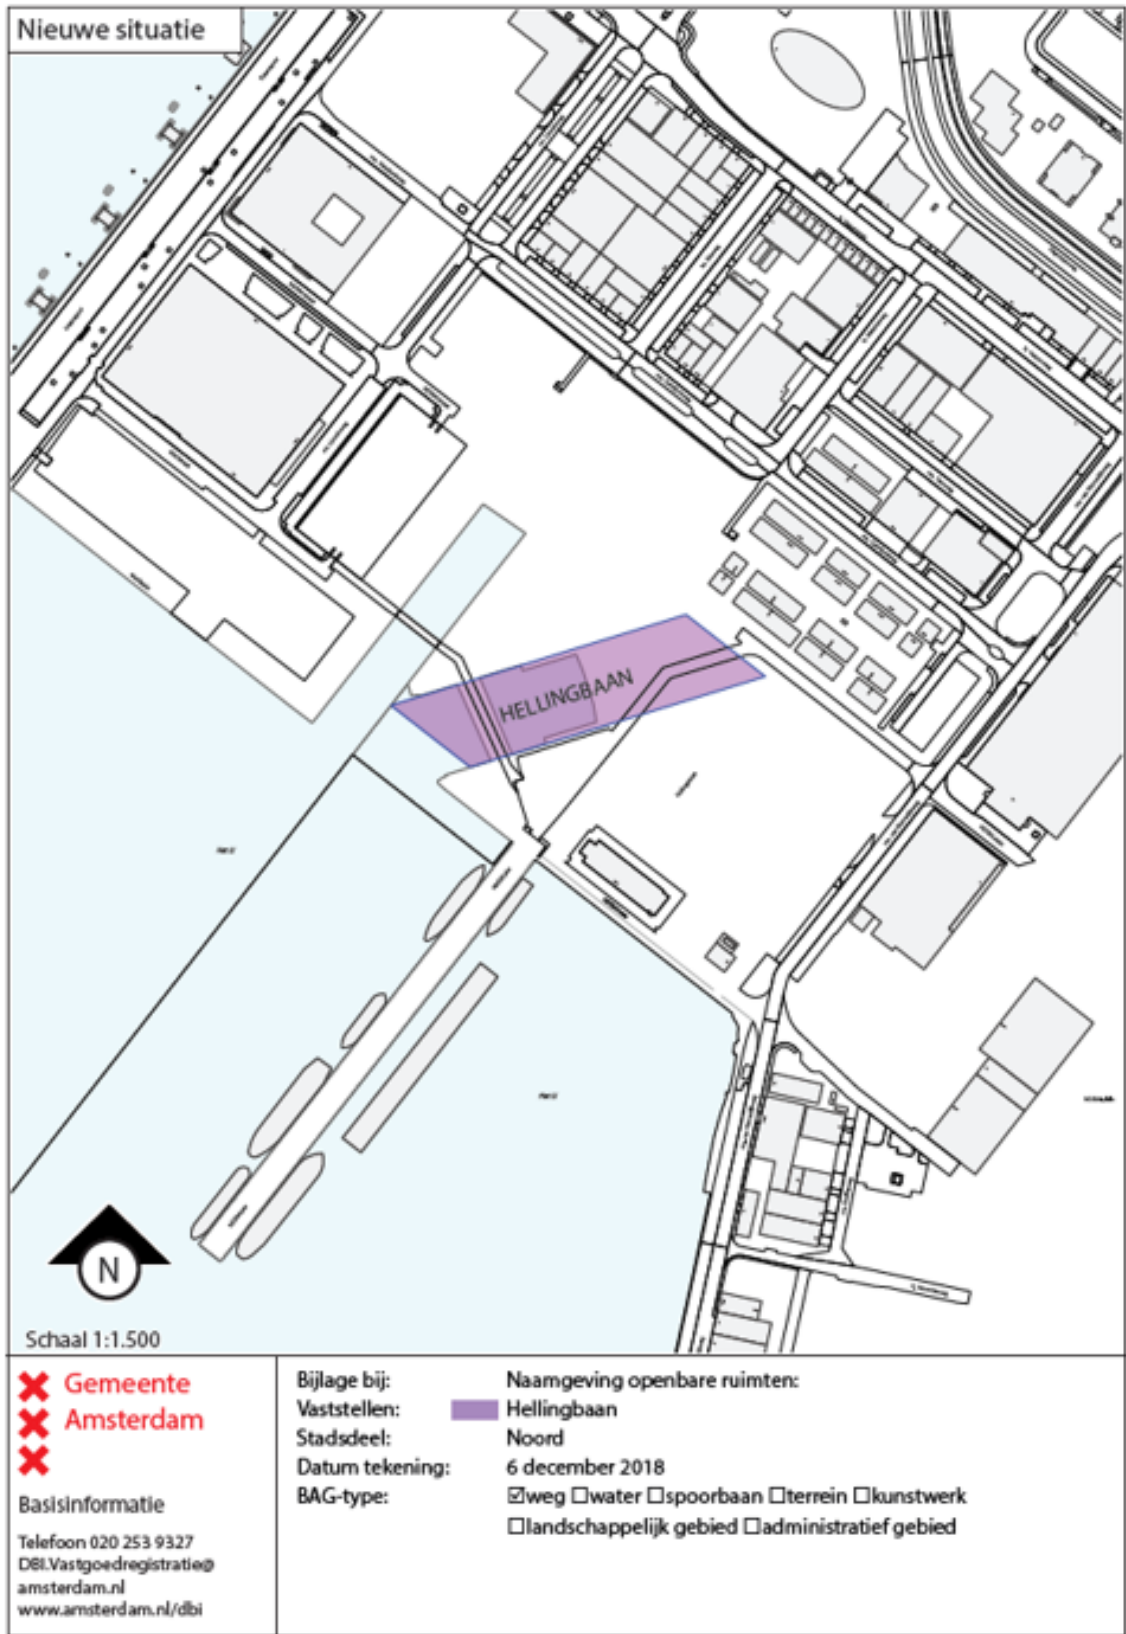 Nieuwe situatie
HELLINGBAAN
N
Schaal 1:1.500
Gemeente
Amsterdam
Basisinformatie
Telefoon 020 253 9327
DBI.Vastgoedregistratie@
amsterdam.nl
www.amsterdam.nl/dbi
Bijlage bij: Naamgeving openbare ruimten:
Vaststellen: Hellingbaan
Stadsdeel: Noord
Datum tekening: 6 december 2018
BAG-type: ☑weg ☐water ☐spoorbaan ☐terrein ☐kunstwerk
☐landschappelijk gebied ☐administratief gebied